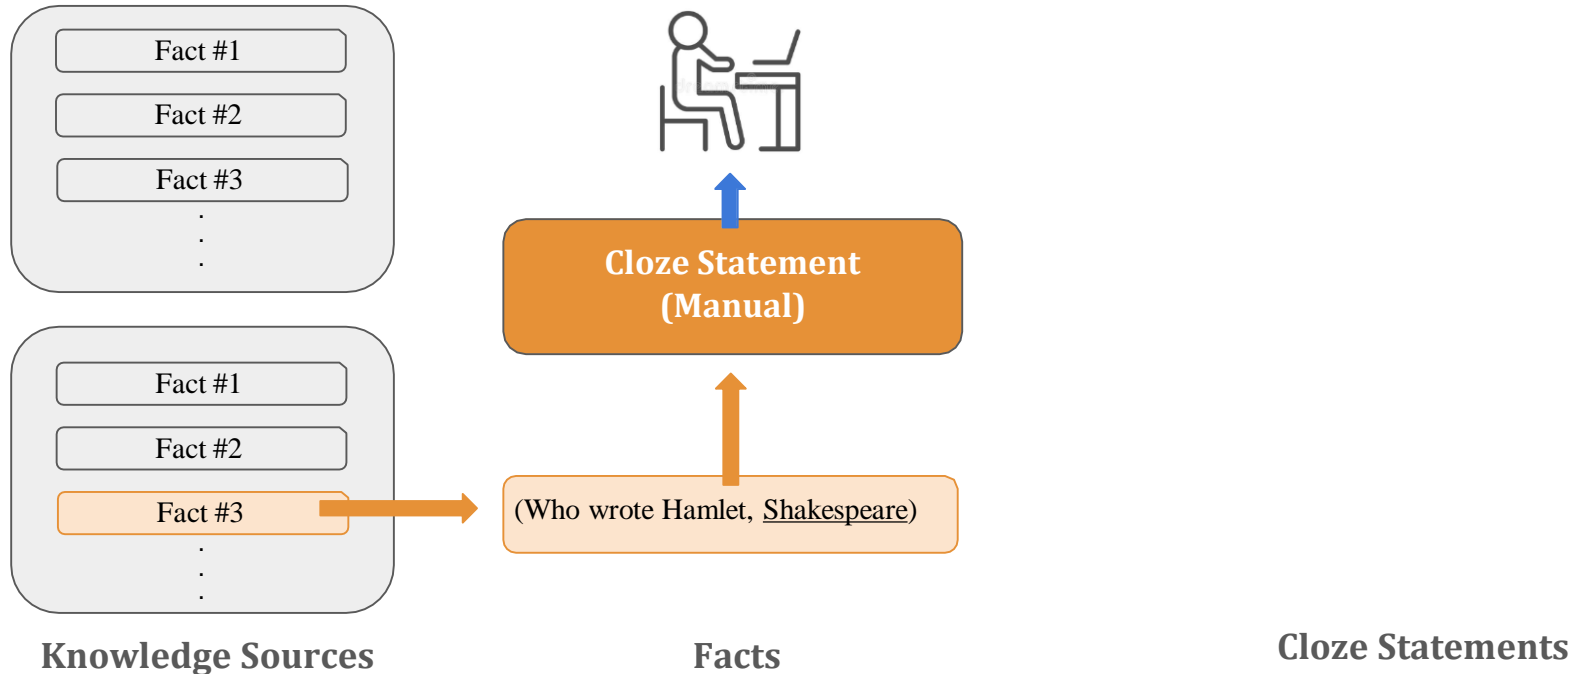 Fact #1
Fact #2
Fact #3
.
.
.
Cloze Statement
(Manual)
Fact #1
Fact #2
Fact #3
.
.
.
(Who wrote Hamlet, Shakespeare)
Knowledge Sources
Facts
Cloze Statements